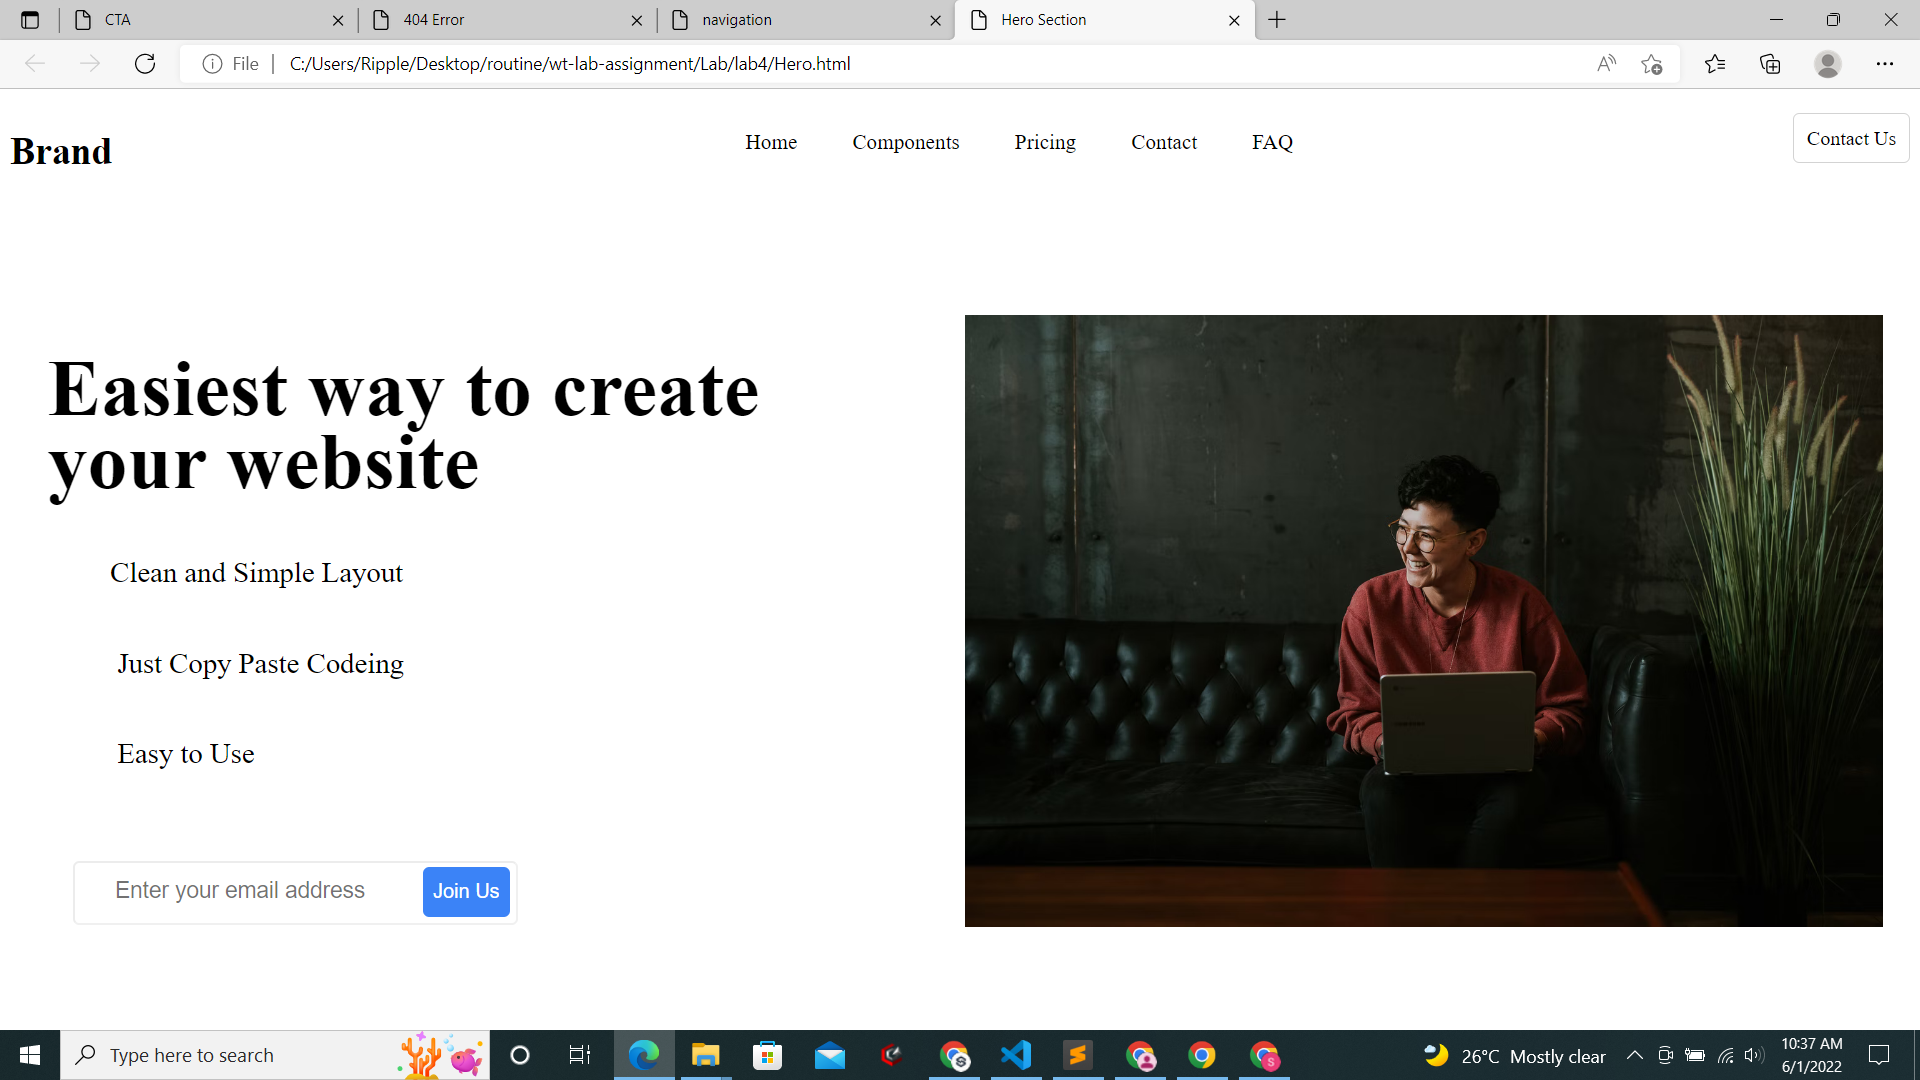 CTA
404 Error
navigation
Hero Section
File
C:/Users/Ripple/Desktop/routine/wt-lab-assignment/Lab/lab4/Hero.html
Brand
Home
Components
Pricing
Contact
FAQ
Contact Us
Easiest way to create
your website
Clean and Simple Layout
Just Copy Paste Codeing
Easy to Use
Enter your email address
Join Us
Type here to search
26°C Mostly clear
10:37 AM
6/1/2022